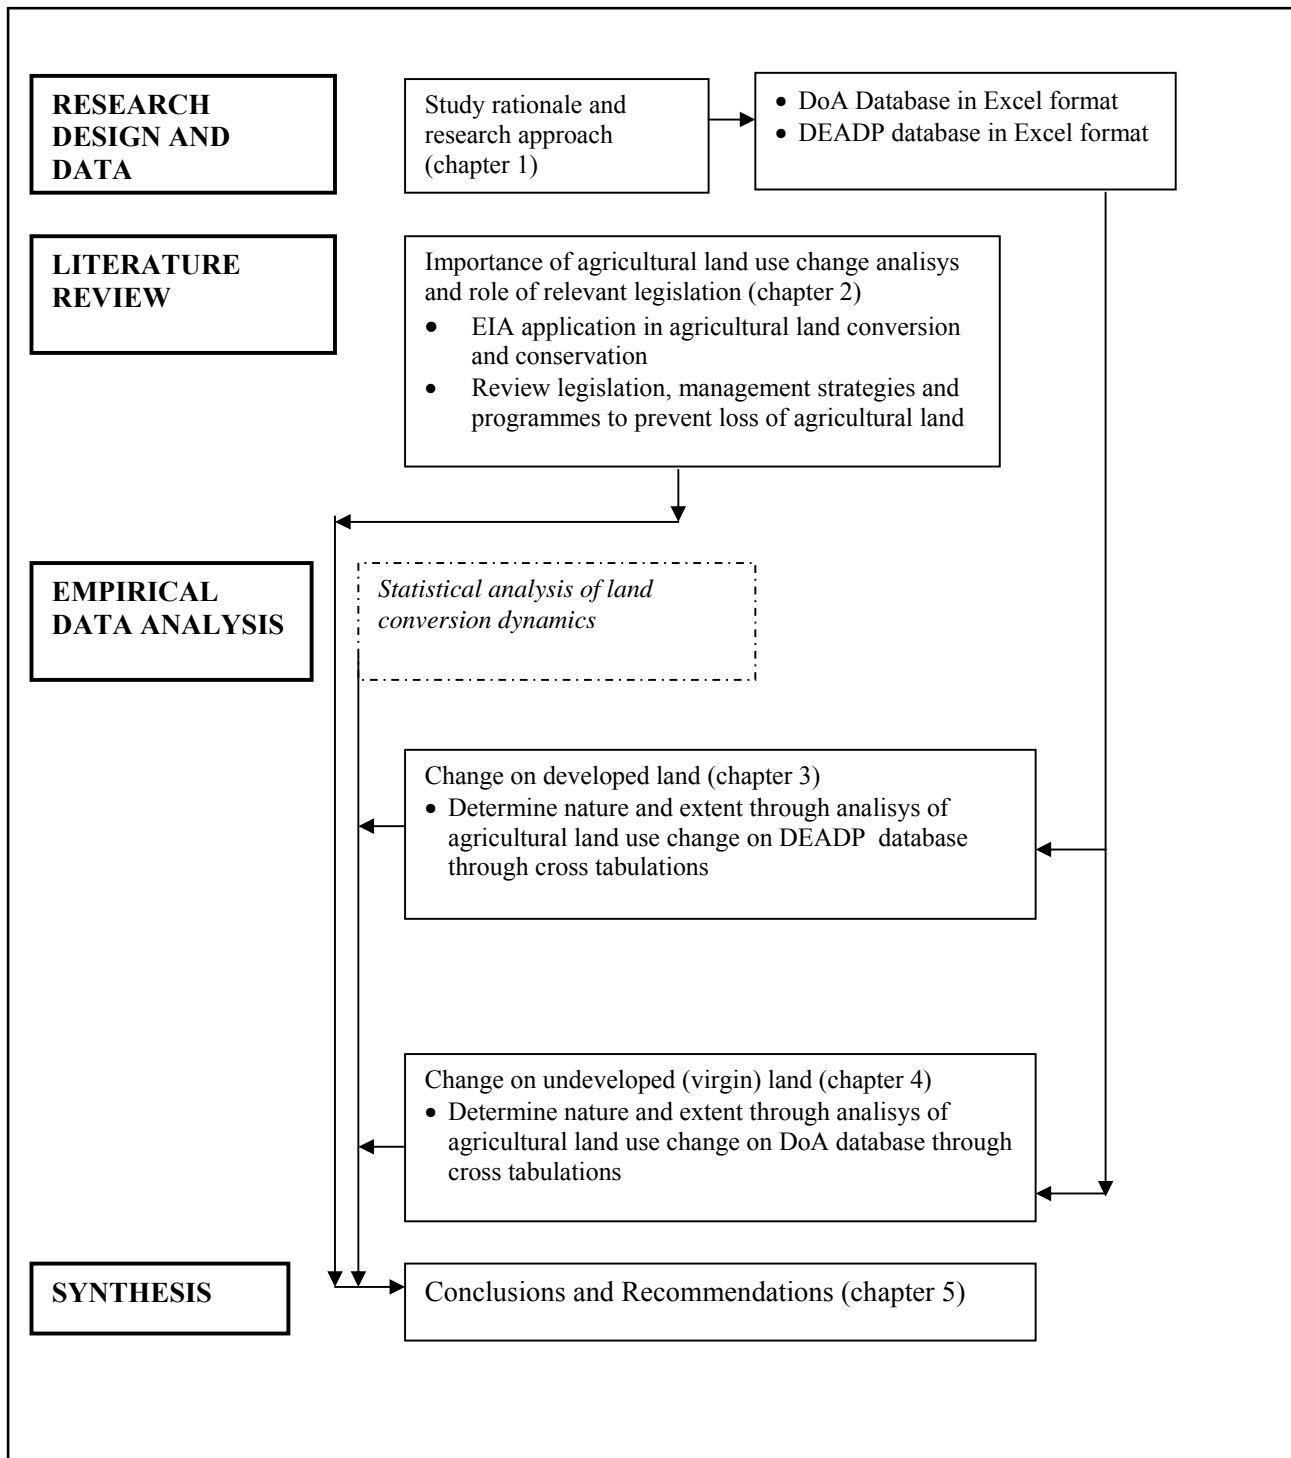 RESEARCH
DESIGN AND
DATA
Study rationale and
research approach
(chapter 1)
• DoA Database in Excel format
• DEADP database in Excel format
LITERATURE
REVIEW
Importance of agricultural land use change analisys
and role of relevant legislation (chapter 2)
• EIA application in agricultural land conversion
and conservation
• Review legislation, management strategies and
programmes to prevent loss of agricultural land
EMPIRICAL
DATA ANALYSIS
Statistical analysis of land
conversion dynamics
Change on developed land (chapter 3)
• Determine nature and extent through analisys of
agricultural land use change on DEADP database
through cross tabulations
Change on undeveloped (virgin) land (chapter 4)
• Determine nature and extent through analisys of
agricultural land use change on DoA database through
cross tabulations
SYNTHESIS
Conclusions and Recommendations (chapter 5)